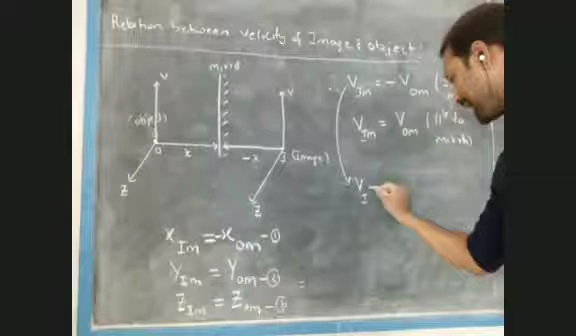 Relation between velocity of Image & object:
mirror
Y
Y
(object)
O
x
-x
(Image)
Z
Z
∴ V_Im = - V_om
V_Im = V_om (11^r to
mirror)
V_I
x_Im = -x_om -①
Y_Im = Y_om -②
Z_Im = Z_om -③
=